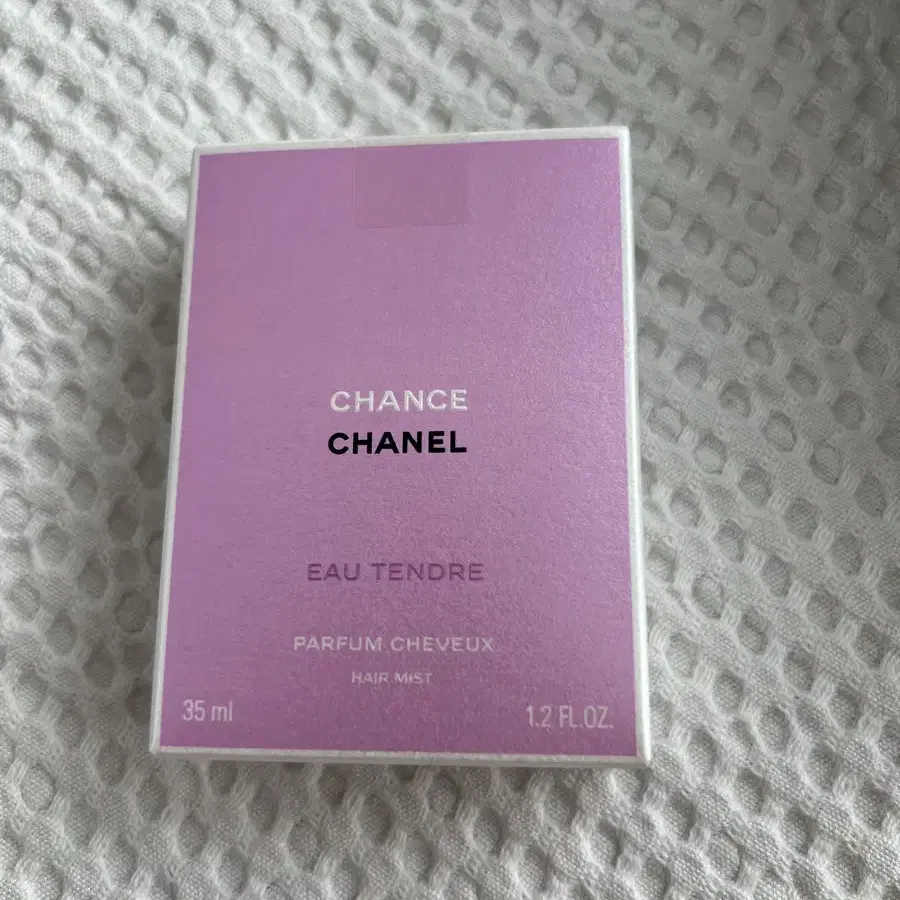 CHANCE
CHANEL
EAU TENDRE
PARFUM CHEVEUX
HAIR MIST
35 ml 1.2 FL.OZ.